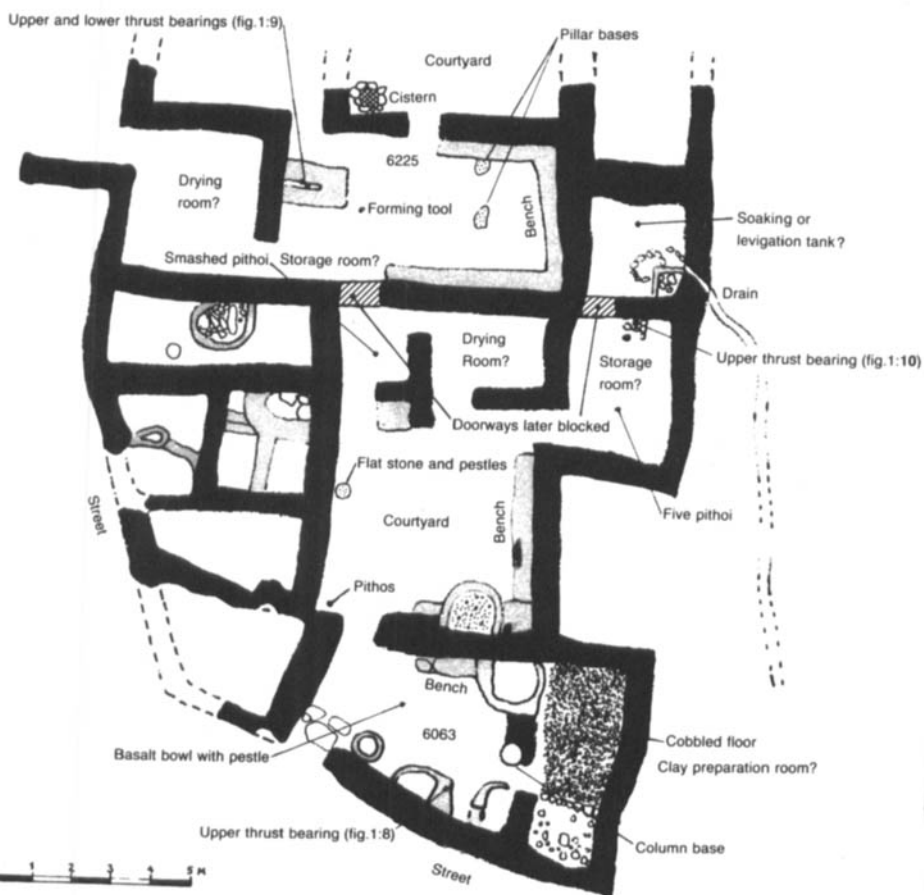 Upper and lower thrust bearings (fig.1:9)
Pillar bases
Courtyard
Cistern
6225
Drying
room?
Forming tool
Bench
Soaking or
levigation tank?
Smashed pithoi, Storage room?
Drain
Drying
Room?
Storage
room?
Upper thrust bearing (fig.1:10)
Doorways later blocked
Flat stone and pestles
Street
Courtyard
Bench
Five pithoi
Pithos
Bench
6063
Basalt bowl with pestle
Cobbled floor
Clay preparation room?
Upper thrust bearing (fig.1:8)
Column base
Street
1 2 3 4 5 M